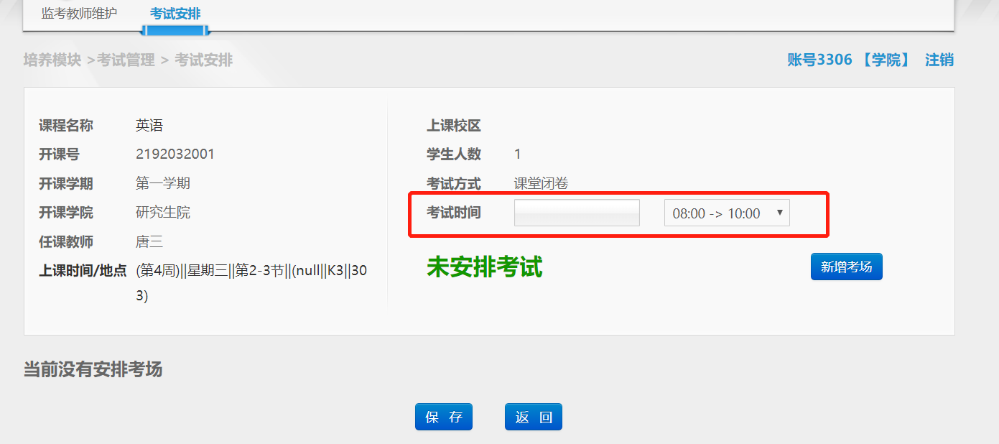 监考教师维护 考试安排
培养模块 >考试管理 > 考试安排 账号3306 【学院】 注销
课程名称 英语 上课校区
开课号 2192032001 学生人数 1
开课学期 第一学期 考试方式 课堂闭卷
开课学院 研究生院 考试时间 08:00 -> 10:00
任课教师 唐三
上课时间/地点 (第4周)||星期三||第2-3节||(null||K3||30
3)
未安排考试 新增考场
当前没有安排考场
保 存 返 回